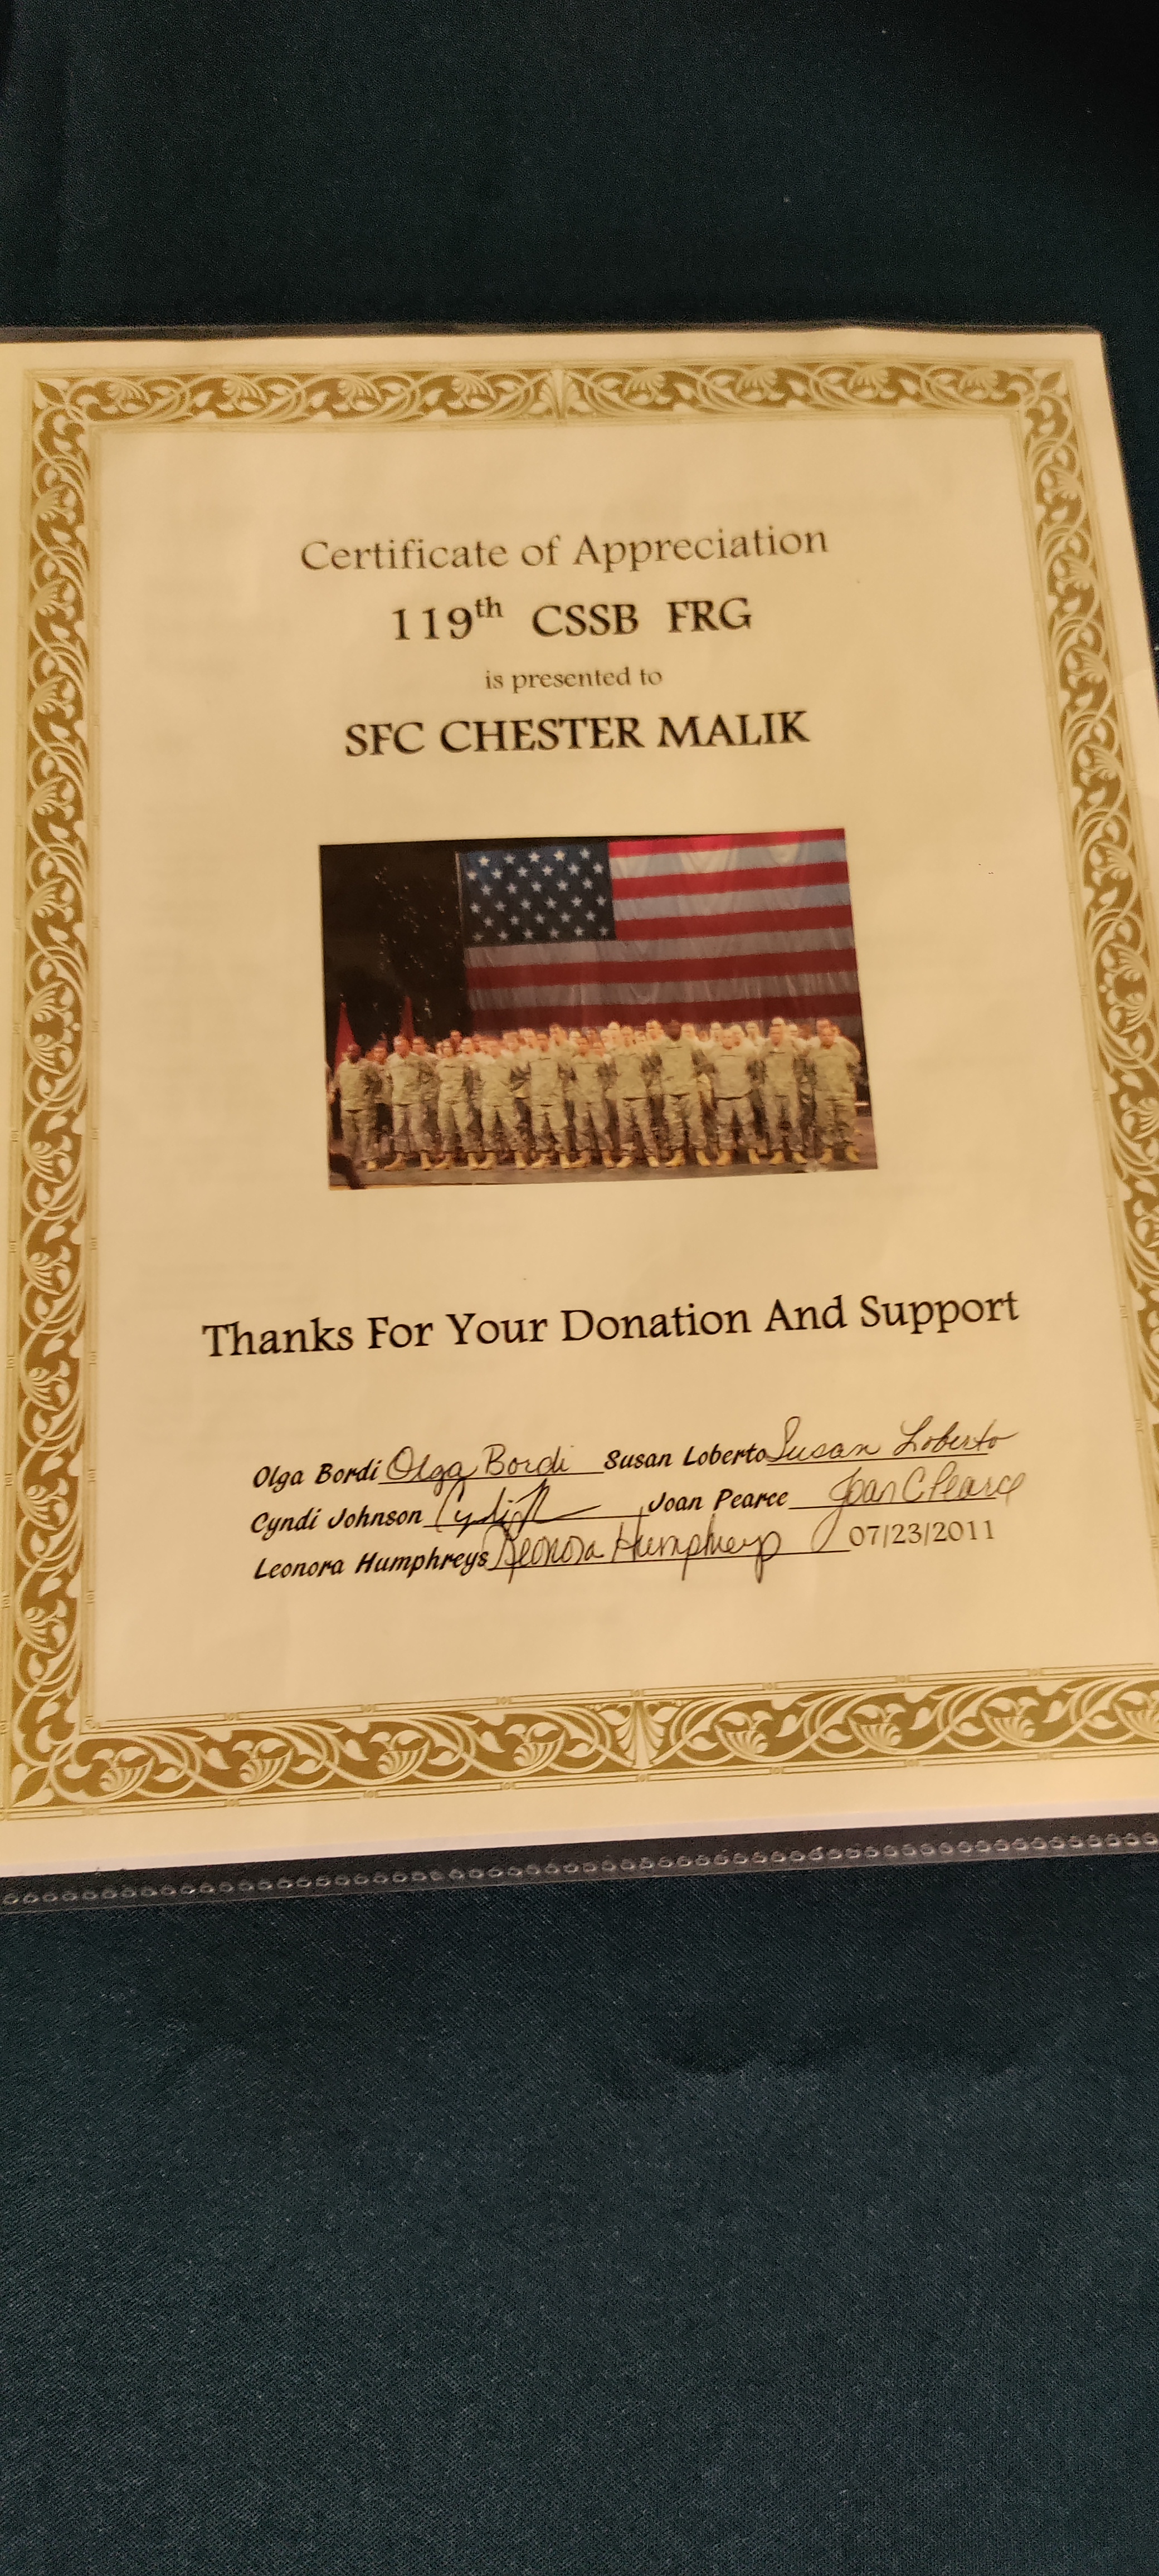 Certificate of Appreciation
119th CSSB FRG
is presented to
SFC CHESTER MALIK
Thanks For Your Donation And Support
Olga Bordi Olga Bordi Susan Loberto Susan Loberto
Cyndi Johnson Joan Pearce Joan C Pearce
Leonora Humphreys Leonora Humphreys 07/23/2011